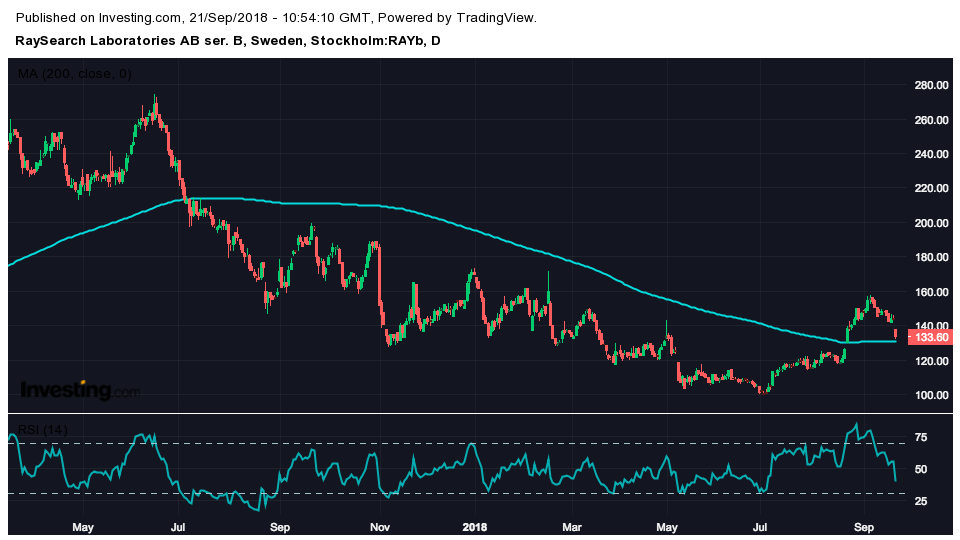 Published on Investing.com, 21/Sep/2018 - 10:54:10 GMT, Powered by TradingView.
RaySearch Laboratories AB ser. B, Sweden, Stockholm:RAYb, D
MA (200, close, 0)
280.00
260.00
240.00
220.00
200.00
180.00
160.00
140.00
133.60
120.00
100.00
Investing.com
RSI (14)
75
50
25
May Jul Sep Nov 2018 Mar May Jul Sep